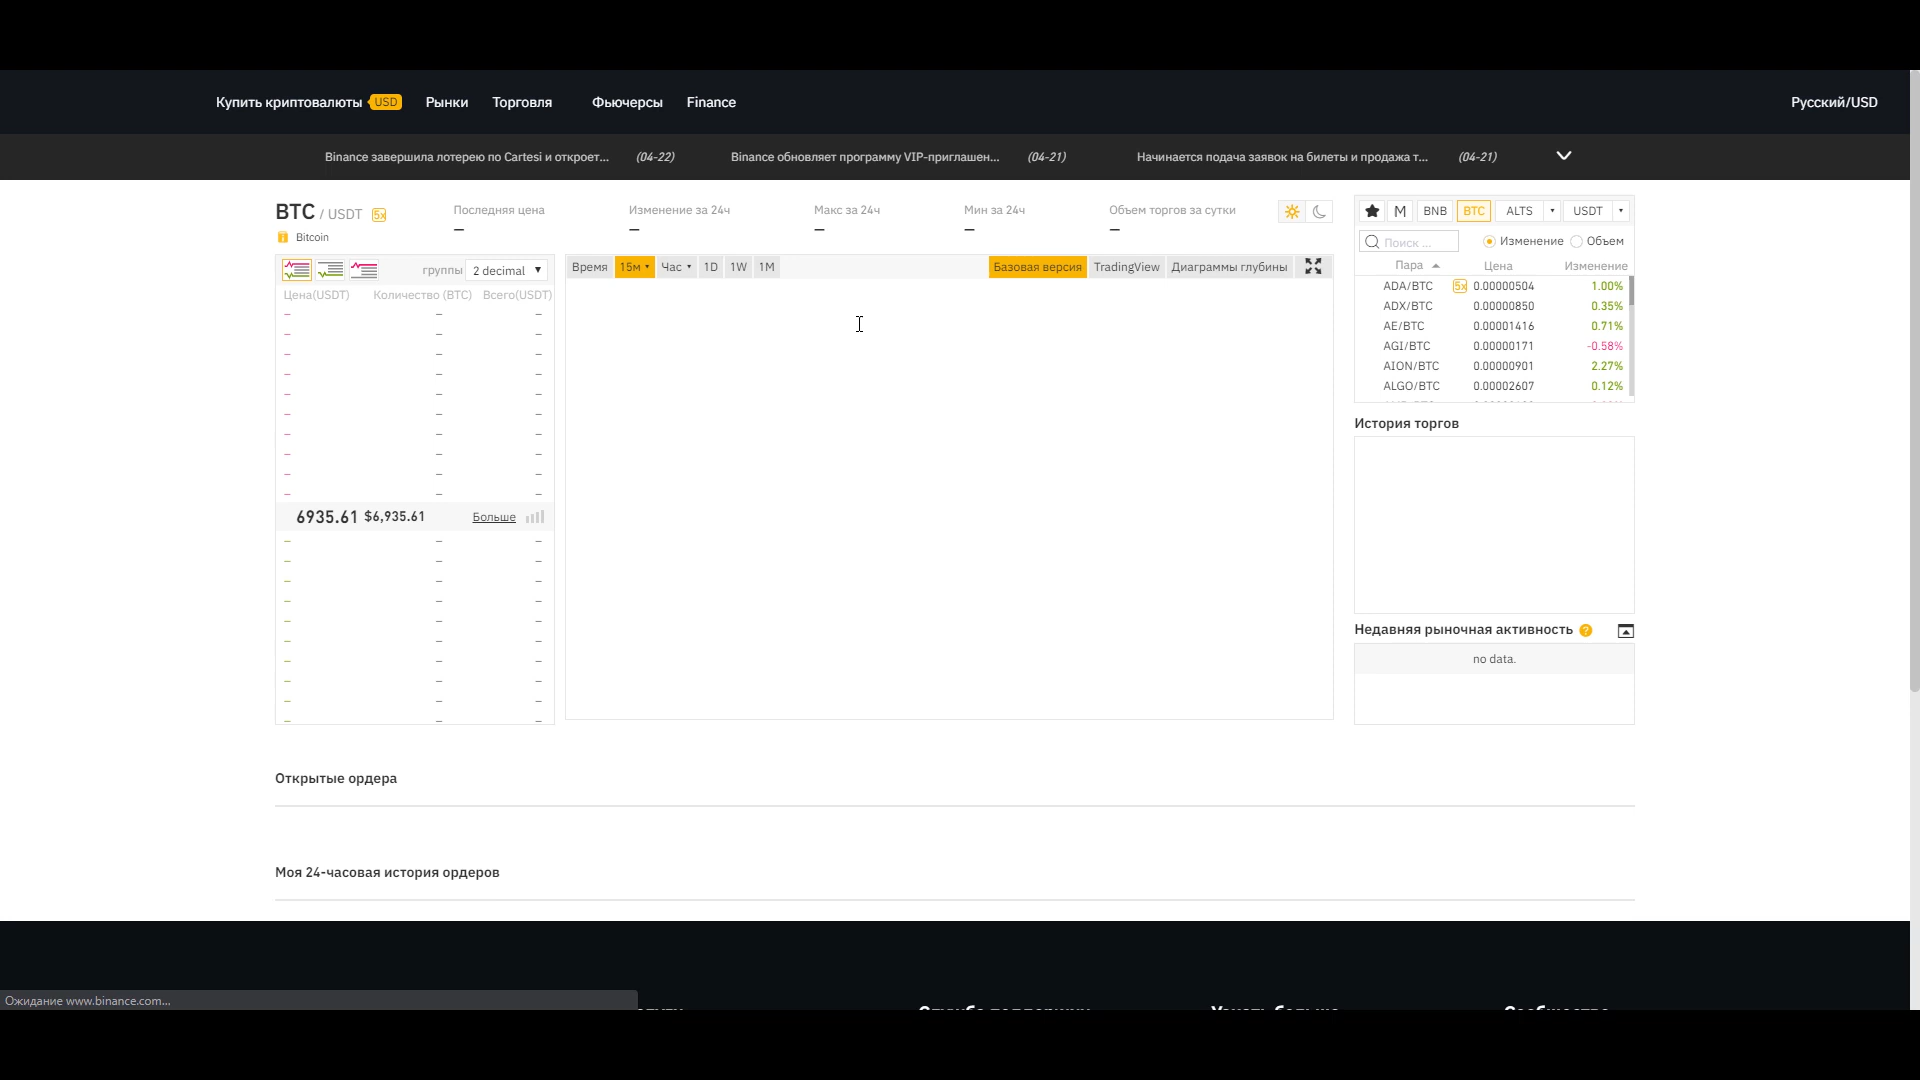 Купить криптовалюты USD Рынки Торговля Фьючерсы Finance Русский/USD
Binance завершила лотерею по Cartesi и откроет... (04-22) Binance обновляет программу VIP-приглашен... (04-21) Начинается подача заявок на билеты и продажа т... (04-21)
BTC / USDT 5x
Bitcoin
Последняя цена Изменение за 24ч Макс за 24ч Мин за 24ч Объем торгов за сутки
– – – – –
группы 2 decimal
Цена(USDT) Количество (BTC) Всего(USDT)
– – –
– – –
– – –
– – –
– – –
– – –
– – –
– – –
– – –
– – –
6935.61 $6,935.61 Больше
– – –
– – –
– – –
– – –
– – –
– – –
– – –
– – –
– – –
– – –
Время 15м Час 1D 1W 1M Базовая версия TradingView Диаграммы глубины
M BNB BTC ALTS USDT
Поиск ... Изменение Объем
Пара Цена Изменение
ADA/BTC 5x 0.00000504 1.00%
ADX/BTC 0.00000850 0.35%
AE/BTC 0.00001416 0.71%
AGI/BTC 0.00000171 -0.58%
AION/BTC 0.00000901 2.27%
ALGO/BTC 0.00002607 0.12%
История торгов
Недавняя рыночная активность ?
no data.
Открытые ордера
Моя 24-часовая история ордеров
Ожидание www.binance.com...
Служба поддержки Узнать больше Сообщество